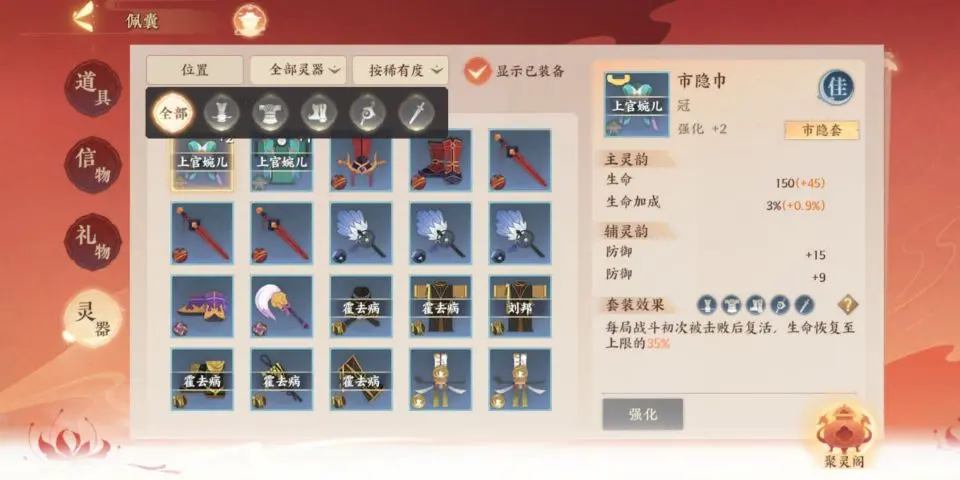 佩囊
道具
信物
礼物
灵器
位置
全部灵器
按稀有度
显示已装备
全部
上官婉儿
上官婉儿
霍去病
霍去病
刘邦
霍去病
霍去病
霍去病
上官婉儿
市隐巾
佳
冠
强化 +2
市隐套
主灵韵
生命
150(+45)
生命加成
3%(+0.9%)
辅灵韵
防御
+15
防御
+9
套装效果
?
每局战斗初次被击败后复活，生命恢复至
上限的35%
强化
聚灵阁